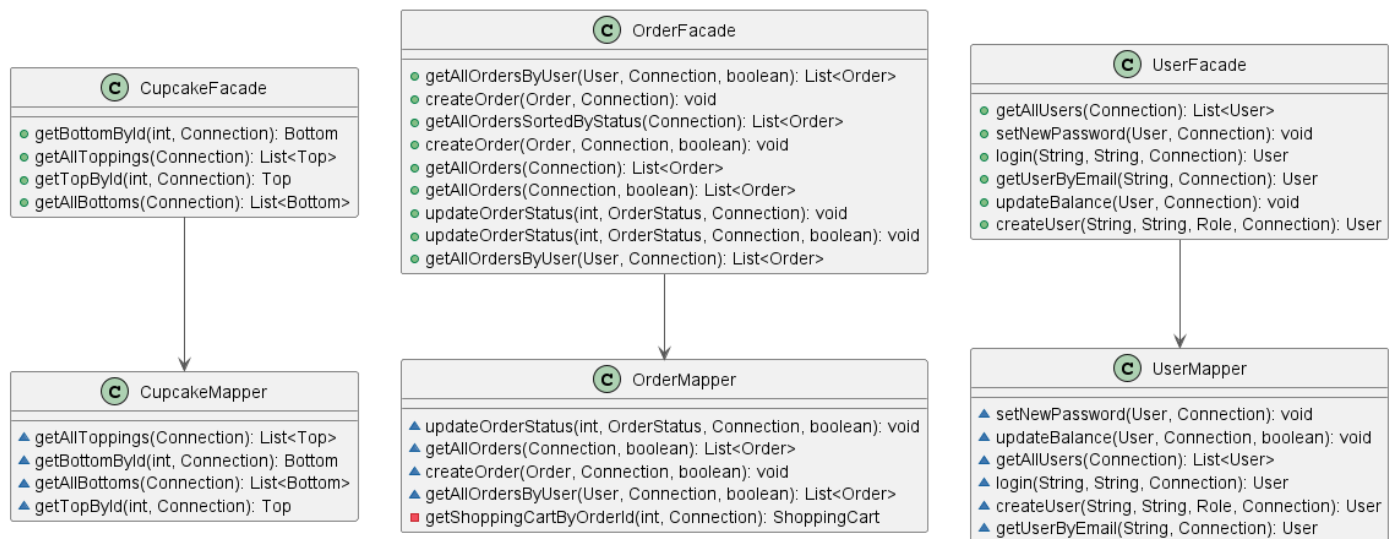 C CupcakeFacade
getBottomById(int, Connection): Bottom
getAllToppings(Connection): List<Top>
getTopById(int, Connection): Top
getAllBottoms(Connection): List<Bottom>
C OrderFacade
getAllOrdersByUser(User, Connection, boolean): List<Order>
createOrder(Order, Connection): void
getAllOrdersSortedByStatus(Connection): List<Order>
createOrder(Order, Connection, boolean): void
getAllOrders(Connection): List<Order>
getAllOrders(Connection, boolean): List<Order>
updateOrderStatus(int, OrderStatus, Connection): void
updateOrderStatus(int, OrderStatus, Connection, boolean): void
getAllOrdersByUser(User, Connection): List<Order>
C UserFacade
getAllUsers(Connection): List<User>
setNewPassword(User, Connection): void
login(String, String, Connection): User
getUserByEmail(String, Connection): User
updateBalance(User, Connection): void
createUser(String, String, Role, Connection): User
C CupcakeMapper
getAllToppings(Connection): List<Top>
getBottomById(int, Connection): Bottom
getAllBottoms(Connection): List<Bottom>
getTopById(int, Connection): Top
C OrderMapper
updateOrderStatus(int, OrderStatus, Connection, boolean): void
getAllOrders(Connection, boolean): List<Order>
createOrder(Order, Connection, boolean): void
getAllOrdersByUser(User, Connection, boolean): List<Order>
getShoppingCartByOrderId(int, Connection): ShoppingCart
C UserMapper
setNewPassword(User, Connection): void
updateBalance(User, Connection, boolean): void
getAllUsers(Connection): List<User>
login(String, String, Connection): User
createUser(String, String, Role, Connection): User
getUserByEmail(String, Connection): User